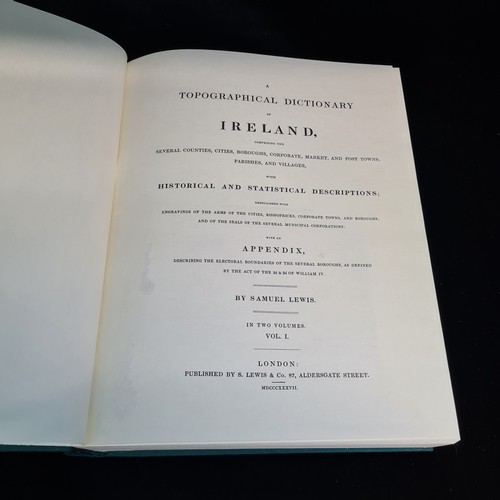 A
TOPOGRAPHICAL DICTIONARY
OF
IRELAND,
COMPRISING THE
SEVERAL COUNTIES, CITIES, BOROUGHS, CORPORATE, MARKET, AND POST TOWNS,
PARISHES, AND VILLAGES,
WITH
HISTORICAL AND STATISTICAL DESCRIPTIONS;
EMBELLISHED WITH
ENGRAVINGS OF THE ARMS OF THE CITIES, BISHOPRICS, CORPORATE TOWNS, AND BOROUGHS,
AND OF THE SEALS OF THE SEVERAL MUNICIPAL CORPORATIONS:
WITH AN
APPENDIX,
DESCRIBING THE ELECTORAL BOUNDARIES OF THE SEVERAL BOROUGHS, AS DEFINED
BY THE ACT OF THE 2d & 3d OF WILLIAM IV.
BY SAMUEL LEWIS.
IN TWO VOLUMES.
VOL. I.
LONDON:
PUBLISHED BY S. LEWIS & Co. 87, ALDERSGATE STREET.
MDCCCXXXVII.